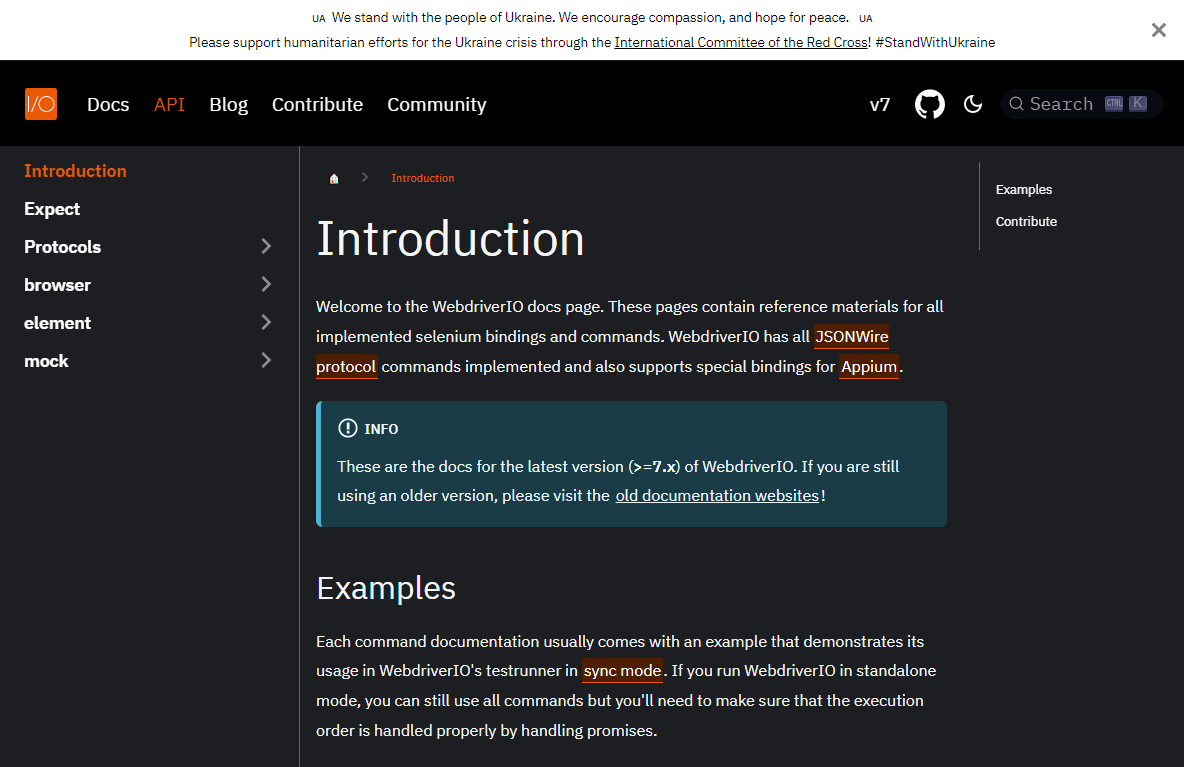 UA We stand with the people of Ukraine. We encourage compassion, and hope for peace. UA
Please support humanitarian efforts for the Ukraine crisis through the International Committee of the Red Cross! #StandWithUkraine
I/O Docs API Blog Contribute Community v7 Search CTRL K
Introduction
Expect
Protocols
browser
element
mock
Introduction
Introduction
Welcome to the WebdriverIO docs page. These pages contain reference materials for all
implemented selenium bindings and commands. WebdriverIO has all JSONWire
protocol commands implemented and also supports special bindings for Appium.
INFO
These are the docs for the latest version (>=7.x) of WebdriverIO. If you are still
using an older version, please visit the old documentation websites!
Examples
Each command documentation usually comes with an example that demonstrates its
usage in WebdriverIO's testrunner in sync mode. If you run WebdriverIO in standalone
mode, you can still use all commands but you'll need to make sure that the execution
order is handled properly by handling promises.
Examples
Contribute